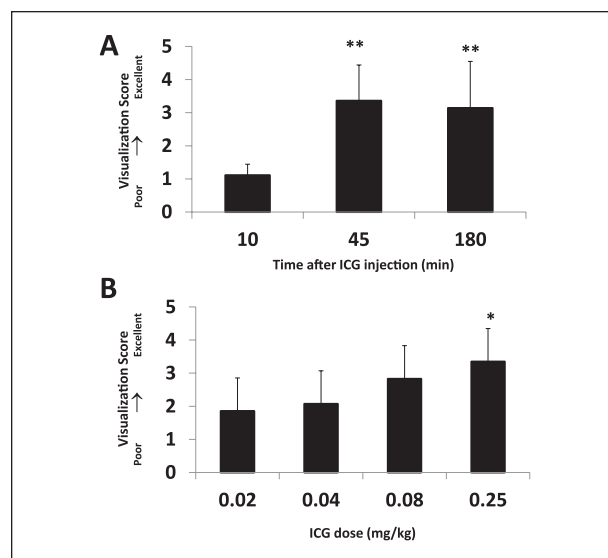 A
**
**
5
4
3
2
1
0
Visualization Score
Poor → Excellent
10 45 180
Time after ICG injection (min)
B
*
5
4
3
2
1
0
Visualization Score
Poor → Excellent
0.02 0.04 0.08 0.25
ICG dose (mg/kg)